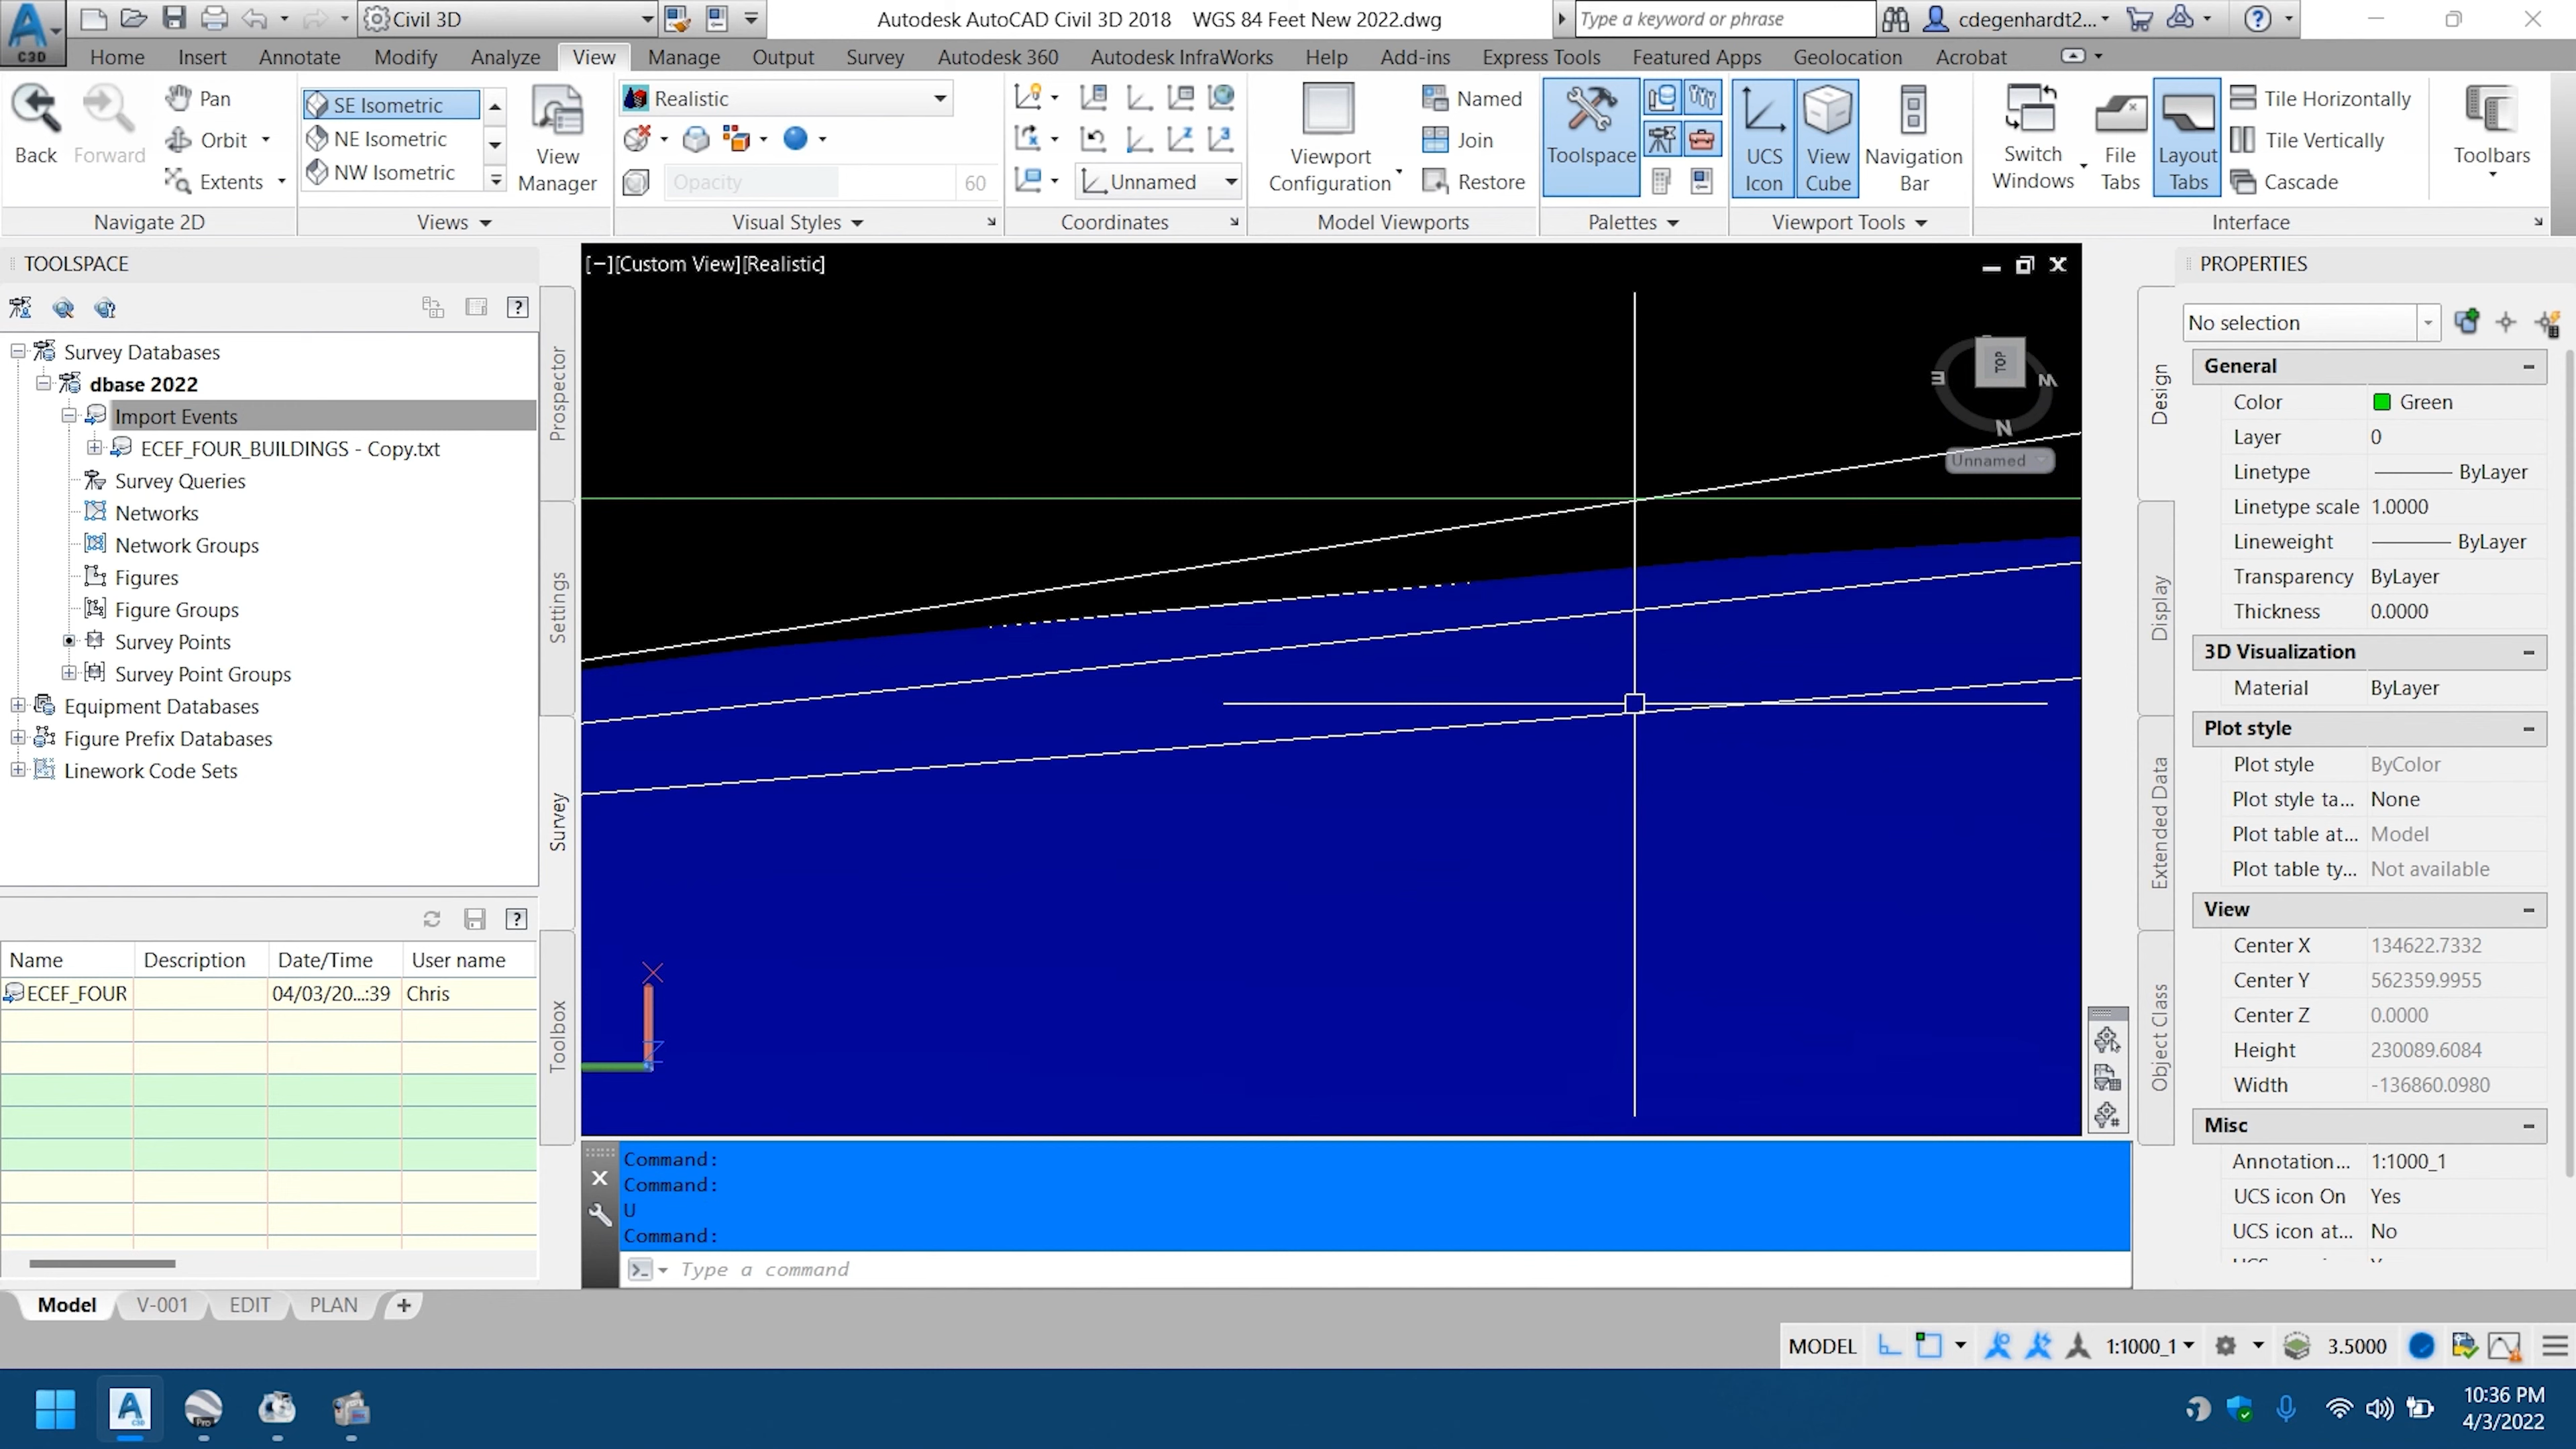 Civil 3D
Autodesk AutoCAD Civil 3D 2018 WGS 84 Feet New 2022.dwg
Type a keyword or phrase
cdegenhardt2...
C3D
Home Insert Annotate Modify Analyze View Manage Output Survey Autodesk 360 Autodesk InfraWorks Help Add-ins Express Tools Featured Apps Geolocation Acrobat
Back
Forward
Pan
Orbit
Extents
SE Isometric
NE Isometric
NW Isometric
View
Manager
Realistic
Opacity 60
Unnamed
Viewport
Configuration
Named
Join
Restore
Toolspace
UCS
Icon
View
Cube
Navigation
Bar
Switch
Windows
File
Tabs
Layout
Tabs
Tile Horizontally
Tile Vertically
Cascade
Toolbars
Navigate 2D Views Visual Styles Coordinates Model Viewports Palettes Viewport Tools Interface
TOOLSPACE
Survey Databases
dbase 2022
Import Events
ECEF_FOUR_BUILDINGS - Copy.txt
Survey Queries
Networks
Network Groups
Figures
Figure Groups
Survey Points
Survey Point Groups
Equipment Databases
Figure Prefix Databases
Linework Code Sets
Prospector
Settings
Survey
Toolbox
Name Description Date/Time User name
ECEF_FOUR 04/03/20...:39 Chris
[−][Custom View][Realistic]
TOP
E
W
N
Unnamed
X
Command:
Command:
U
Command:
Type a command
PROPERTIES
No selection
Design
Display
Extended Data
Object Class
General
Color Green
Layer 0
Linetype ByLayer
Linetype scale 1.0000
Lineweight ByLayer
Transparency ByLayer
Thickness 0.0000
3D Visualization
Material ByLayer
Plot style
Plot style ByColor
Plot style ta... None
Plot table at... Model
Plot table ty... Not available
View
Center X 134622.7332
Center Y 562359.9955
Center Z 0.0000
Height 230089.6084
Width -136860.0980
Misc
Annotation... 1:1000_1
UCS icon On Yes
UCS icon at... No
Model V-001 EDIT PLAN +
MODEL 1:1000_1 3.5000
Pro
10:36 PM
4/3/2022